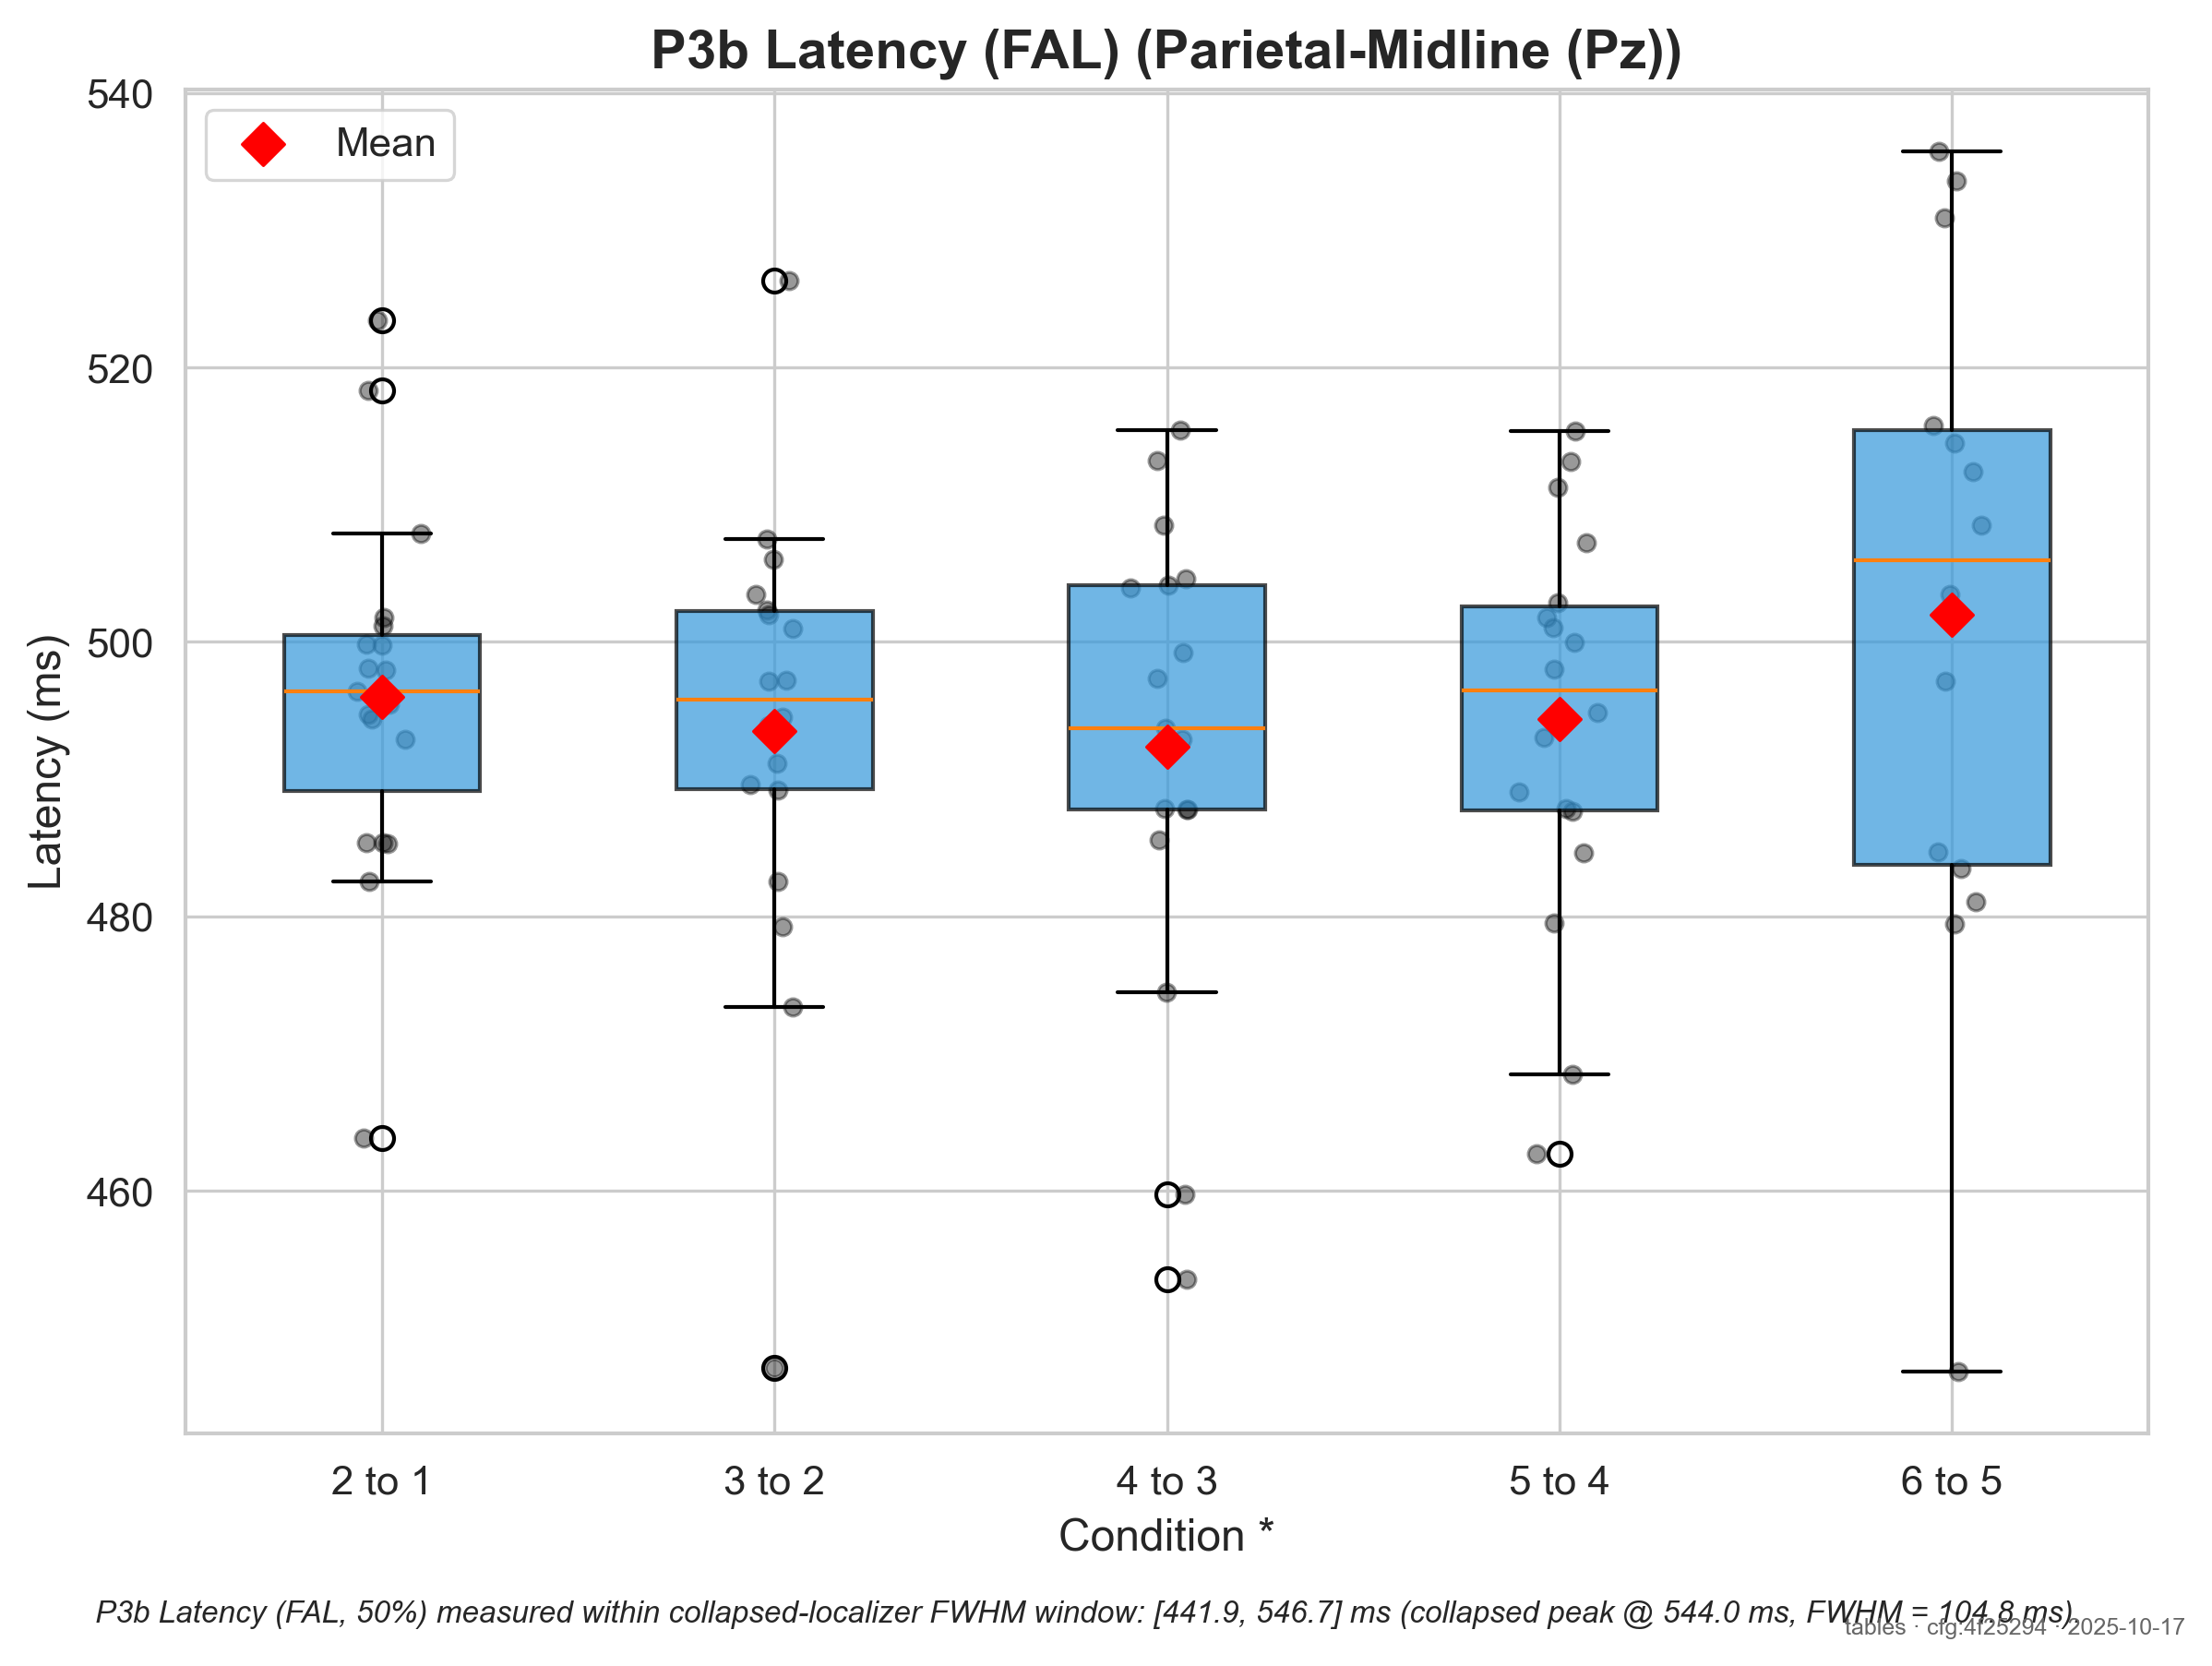 P3b Latency (FAL) (Parietal-Midline (Pz))
Mean
Latency (ms)
540
520
500
480
460
2 to 1
3 to 2
4 to 3
5 to 4
6 to 5
Condition *
P3b Latency (FAL, 50%) measured within collapsed-localizer FWHM window: [441.9, 546.7] ms (collapsed peak @ 544.0 ms, FWHM = 104.8 ms).
tables · cfg:4f25294 · 2025-10-17